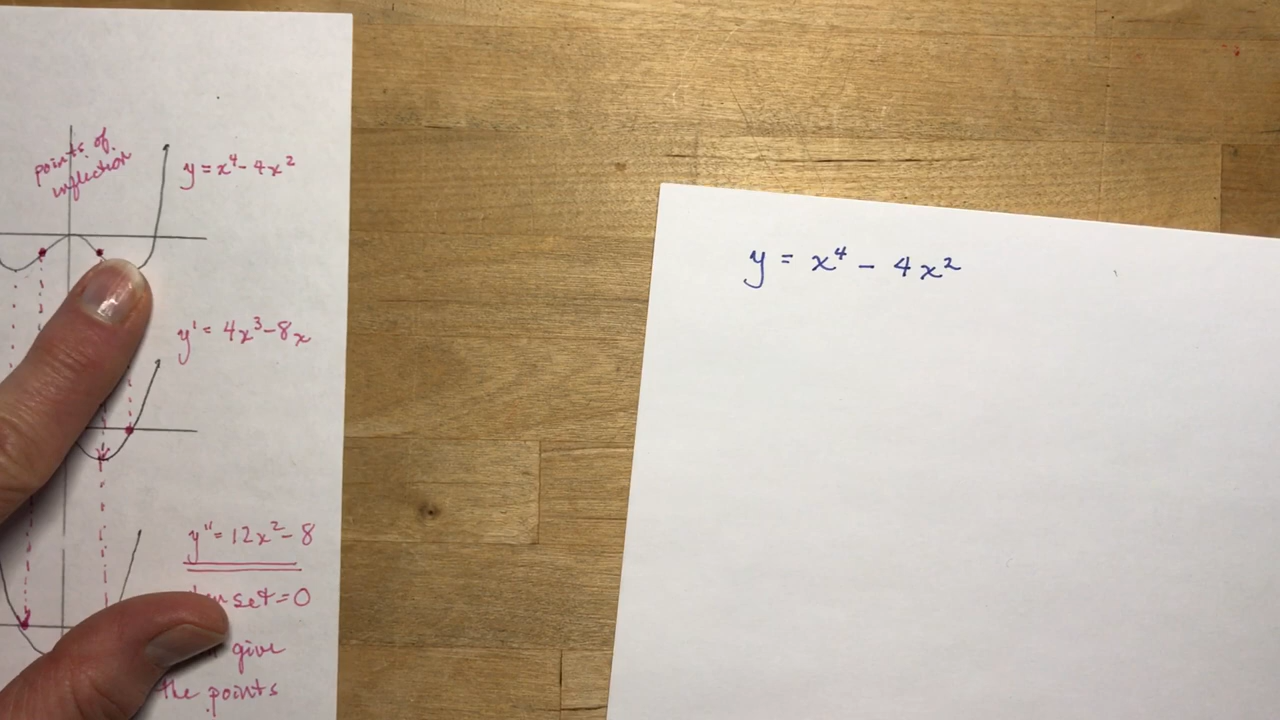 points of
inflection
y = x⁴ - 4x²
y' = 4x³ - 8x
y'' = 12x² - 8
set = 0
give
the points
y = x⁴ - 4x²